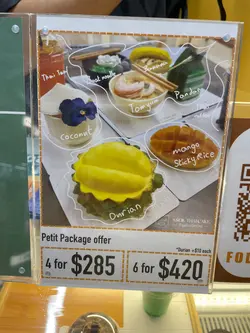 Thai Tea
Tom yum
Pandan
Coconut
mango
Sticky Rice
Durian
Petit Package offer
*Durian +$10 each
4 for $285
6 for $420
FO